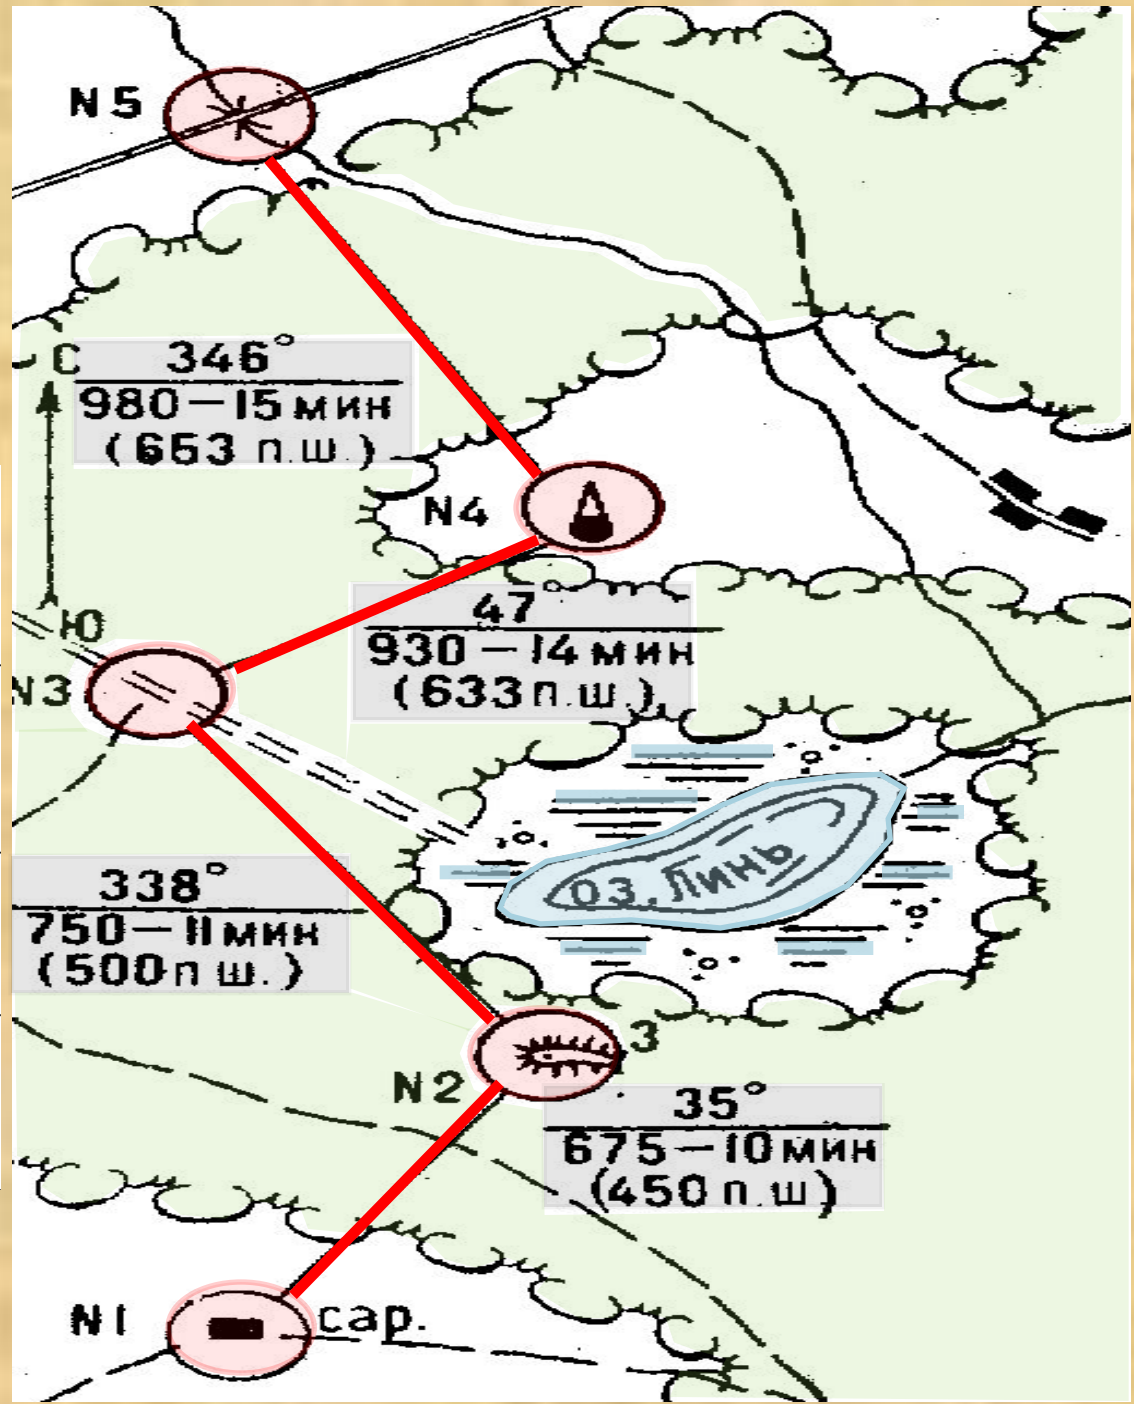 N5
С
346°
980–15 мин
(653 п.ш.)
N4
Ю
47°
930–14 мин
(633 п.ш.)
N3
оз. Линь
338°
750–11 мин
(500 п ш.)
3
N2
35°
675–10 мин
(450 п.ш)
N1
сар.